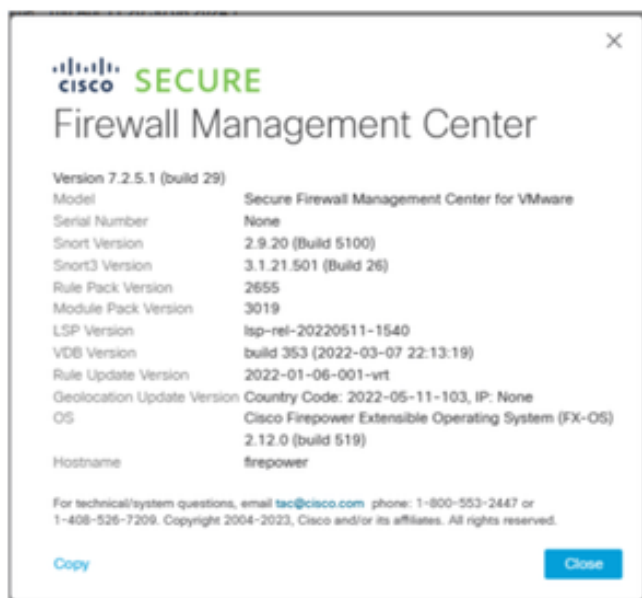 CISCO SECURE
Firewall Management Center
Version 7.2.5.1 (build 29)
Model Secure Firewall Management Center for VMware
Serial Number None
Snort Version 2.9.20 (Build 5100)
Snort3 Version 3.1.21.501 (Build 26)
Rule Pack Version 2655
Module Pack Version 3019
LSP Version lsp-rel-20220511-1540
VDB Version build 353 (2022-03-07 22:13:19)
Rule Update Version 2022-01-06-001-vrt
Geolocation Update Version Country Code: 2022-05-11-103, IP: None
OS Cisco Firepower Extensible Operating System (FX-OS)
2.12.0 (build 519)
Hostname firepower
For technical/system questions, email tac@cisco.com phone: 1-800-553-2447 or
1-408-526-7209. Copyright 2004-2023, Cisco and/or its affiliates. All rights reserved.
Copy Close